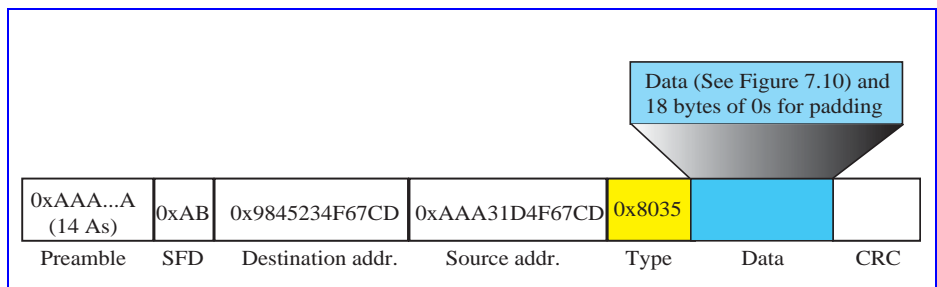 Data (See Figure 7.10) and
18 bytes of 0s for padding
0xAAA...A
(14 As)
0xAB
0x9845234F67CD
0xAAA31D4F67CD
0x8035
Preamble
SFD
Destination addr.
Source addr.
Type
Data
CRC